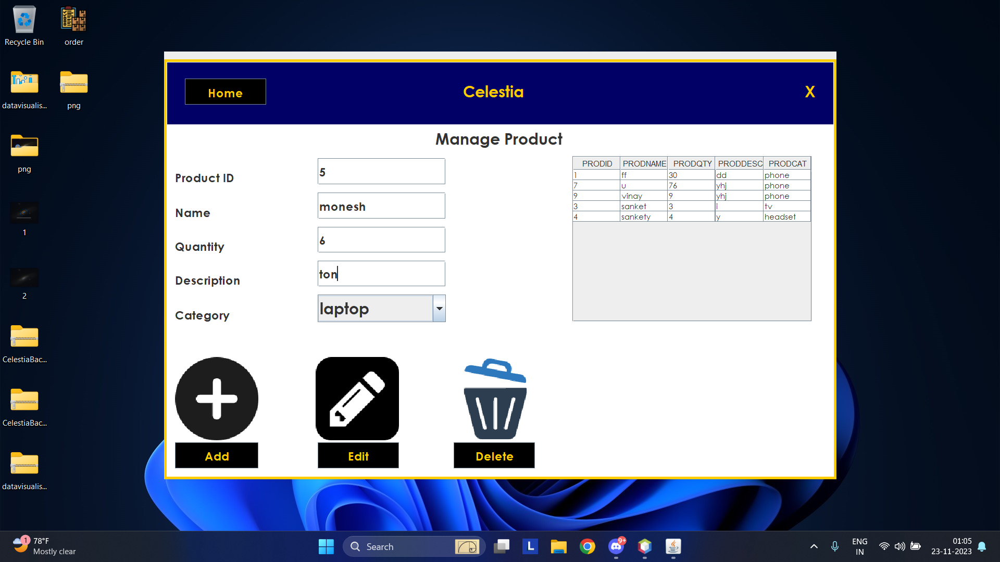 Recycle Bin
order
datavisualis...
png
png
1
2
CelestiaBac...
CelestiaBac...
datavisualis...
Home
Celestia
X
Manage Product
Product ID
5
Name
monesh
Quantity
6
Description
ton
Category
laptop
PRODID PRODNAME PRODQTY PRODDESC PRODCAT
1 ff 30 dd phone
7 u 76 yhj phone
9 vinay 9 yhj phone
3 sanket 3 i tv
4 sankety 4 y headset
Add
Edit
Delete
1
78°F
Mostly clear
Search
L
9+
ENG
IN
01:05
23-11-2023